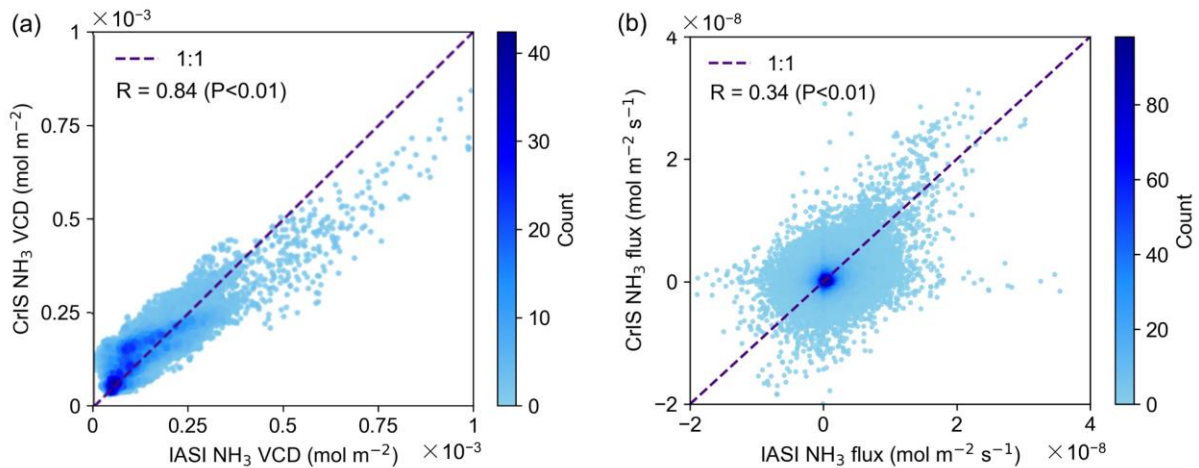 (a)
×10⁻³
1:1
R = 0.84 (P<0.01)
1
0.75
0.5
0.25
0
CrIS NH₃ VCD (mol m⁻²)
0 0.25 0.5 0.75 1
IASI NH₃ VCD (mol m⁻²) ×10⁻³
40
30
20
10
0
Count
(b)
×10⁻⁸
1:1
R = 0.34 (P<0.01)
4
2
0
−2
CrIS NH₃ flux (mol m⁻² s⁻¹)
−2 0 2 4
IASI NH₃ flux (mol m⁻² s⁻¹) ×10⁻⁸
80
60
40
20
0
Count